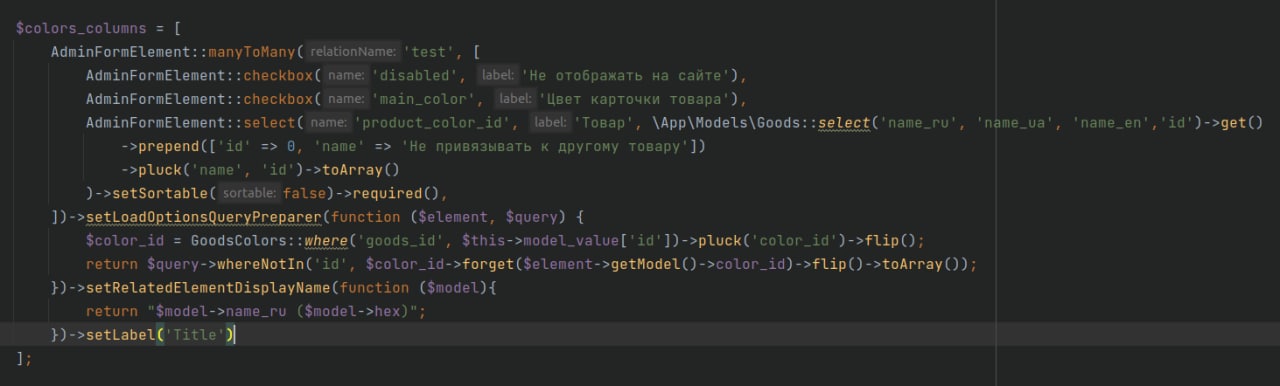 $colors_columns = [
AdminFormElement::manyToMany( relationName: 'test', [
AdminFormElement::checkbox( name: 'disabled', label: 'Не отображать на сайте'),
AdminFormElement::checkbox( name: 'main_color', label: 'Цвет карточки товара'),
AdminFormElement::select( name: 'product_color_id', label: 'Товар', \App\Models\Goods::select('name_ru', 'name_ua', 'name_en','id')->get()
->prepend(['id' => 0, 'name' => 'Не привязывать к другому товару'])
->pluck('name', 'id')->toArray()
)->setSortable( sortable: false)->required(),
])->setLoadOptionsQueryPreparer(function ($element, $query) {
$color_id = GoodsColors::where('goods_id', $this->model_value['id'])->pluck('color_id')->flip();
return $query->whereNotIn('id', $color_id->forget($element->getModel()->color_id)->flip()->toArray());
})->setRelatedElementDisplayName(function ($model){
return "$model->name_ru ($model->hex)";
})->setLabel('Title')
];